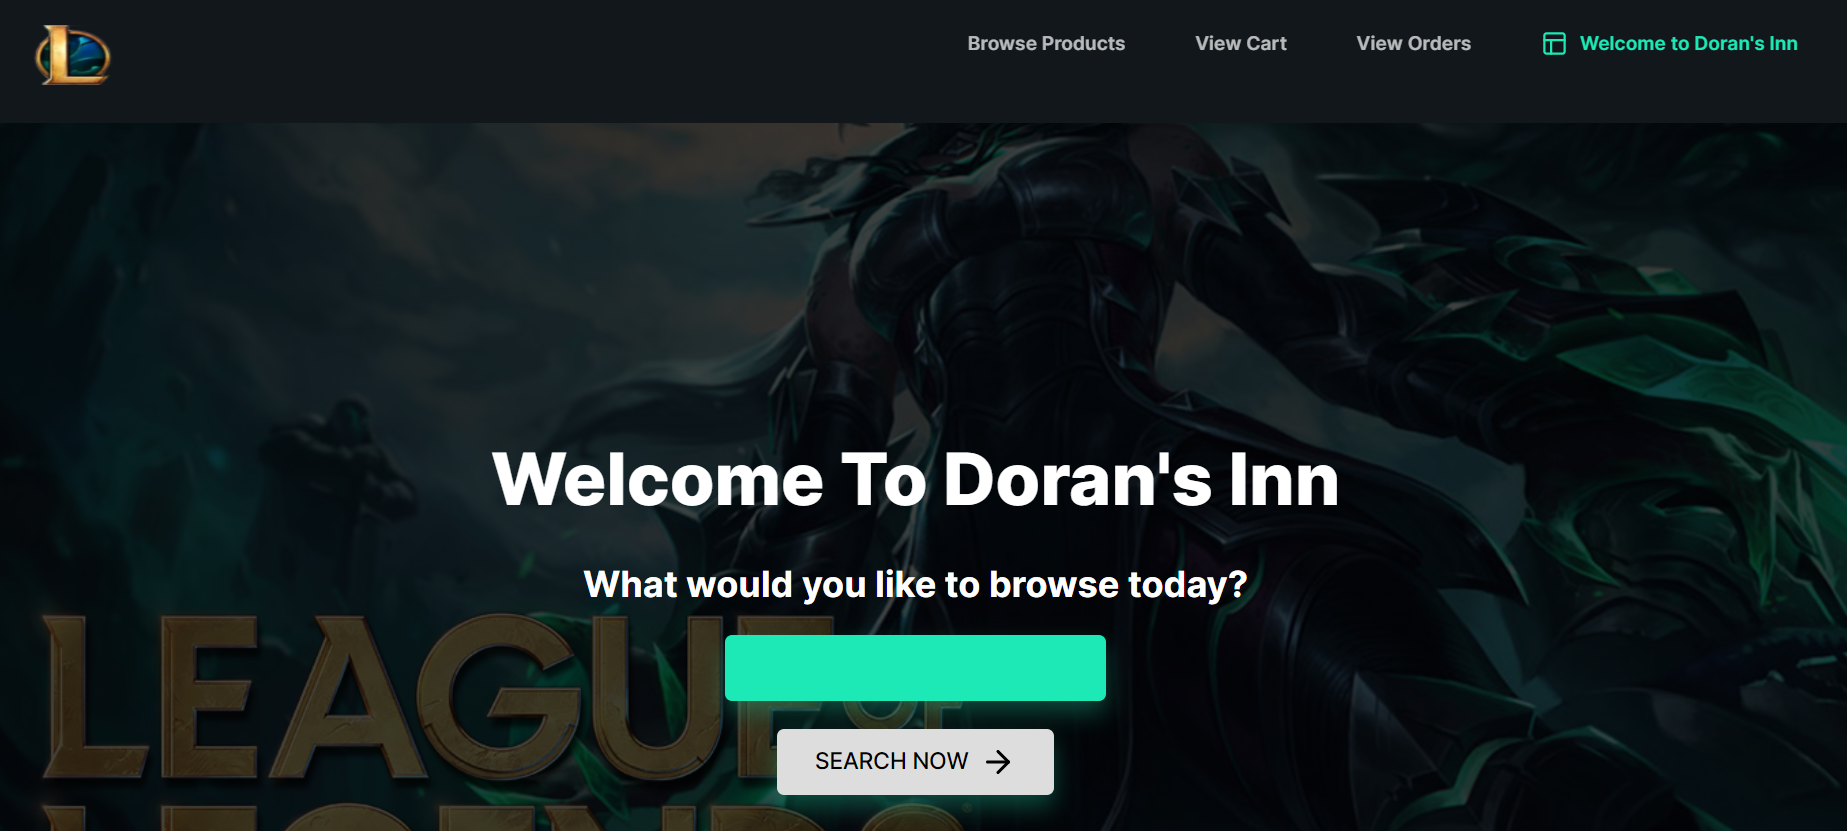 L
Browse Products
View Cart
View Orders
Welcome to Doran's Inn
Welcome To Doran's Inn
What would you like to browse today?
LEAGUE
OF
LEGENDS
SEARCH NOW